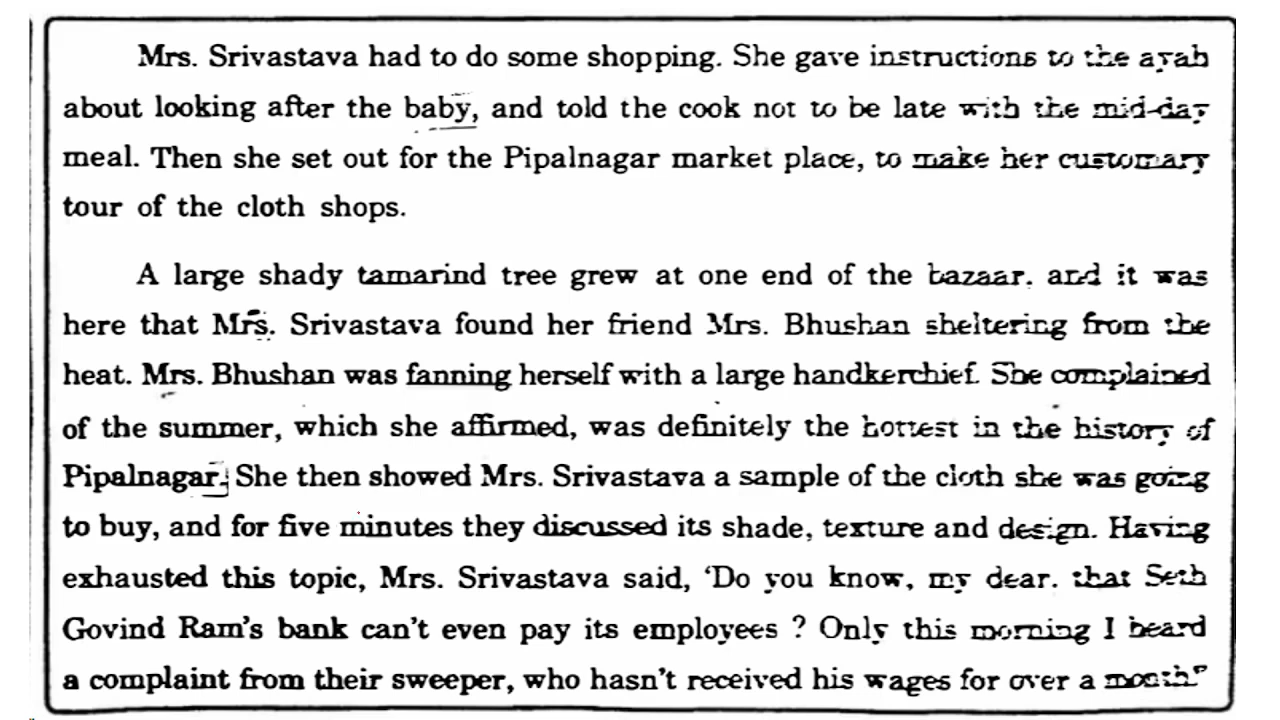 Mrs. Srivastava had to do some shopping. She gave instructions to the ayah
about looking after the baby, and told the cook not to be late with the mid-day
meal. Then she set out for the Pipalnagar market place, to make her customary
tour of the cloth shops.
A large shady tamarind tree grew at one end of the bazaar, and it was
here that Mrs. Srivastava found her friend Mrs. Bhushan sheltering from the
heat. Mrs. Bhushan was fanning herself with a large handkerchief. She complained
of the summer, which she affirmed, was definitely the hottest in the history of
Pipalnagar. She then showed Mrs. Srivastava a sample of the cloth she was going
to buy, and for five minutes they discussed its shade, texture and design. Having
exhausted this topic, Mrs. Srivastava said, ‘Do you know, my dear, that Seth
Govind Ram’s bank can’t even pay its employees ? Only this morning I heard
a complaint from their sweeper, who hasn’t received his wages for over a month”